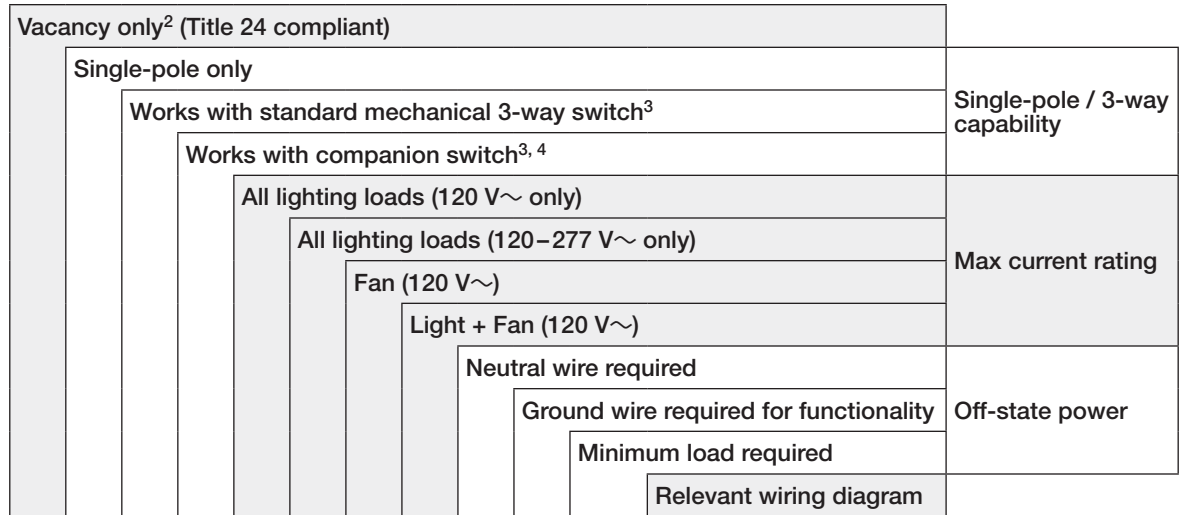 Vacancy only² (Title 24 compliant)
Single-pole only
Works with standard mechanical 3-way switch³
Works with companion switch³, ⁴
Single-pole / 3-way
capability
All lighting loads (120 V~ only)
All lighting loads (120–277 V~ only)
Fan (120 V~)
Light + Fan (120 V~)
Max current rating
Neutral wire required
Ground wire required for functionality
Minimum load required
Off-state power
Relevant wiring diagram